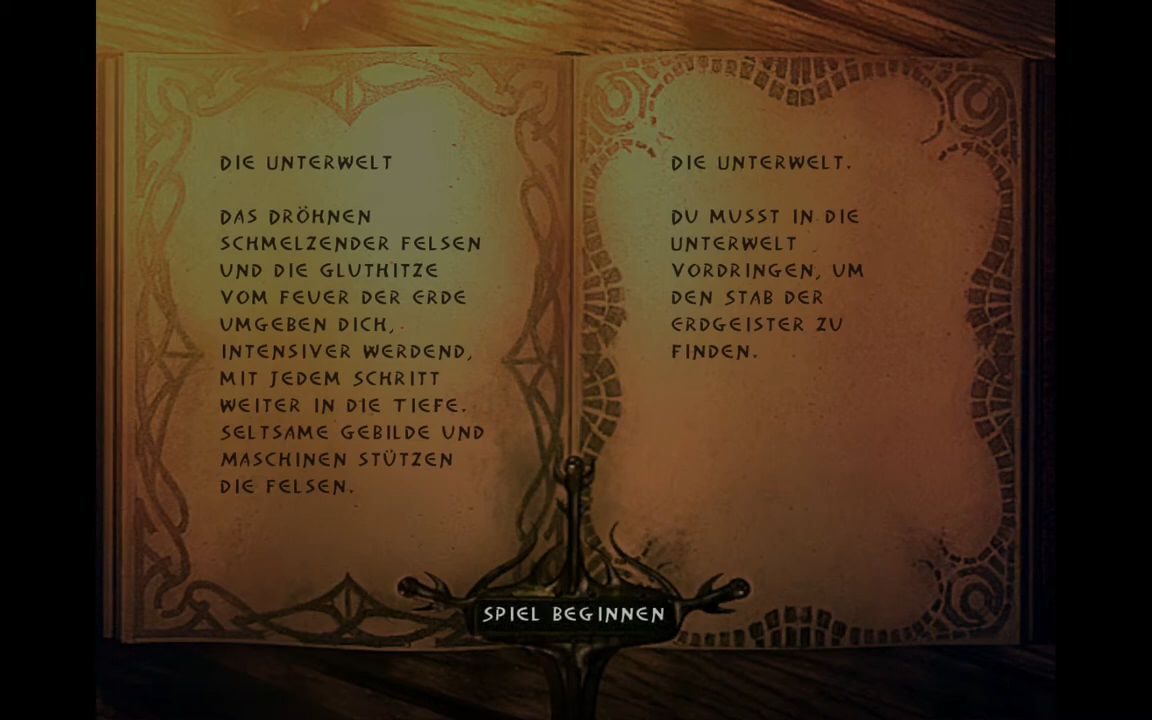 DIE UNTERWELT
DAS DRÖHNEN
SCHMELZENDER FELSEN
UND DIE GLUTHITZE
VOM FEUER DER ERDE
UMGEBEN DICH,
INTENSIVER WERDEND,
MIT JEDEM SCHRITT
WEITER IN DIE TIEFE.
SELTSAME GEBILDE UND
MASCHINEN STÜTZEN
DIE FELSEN.
DIE UNTERWELT.
DU MUSST IN DIE
UNTERWELT
VORDRINGEN, UM
DEN STAB DER
ERDGEISTER ZU
FINDEN.
SPIEL BEGINNEN